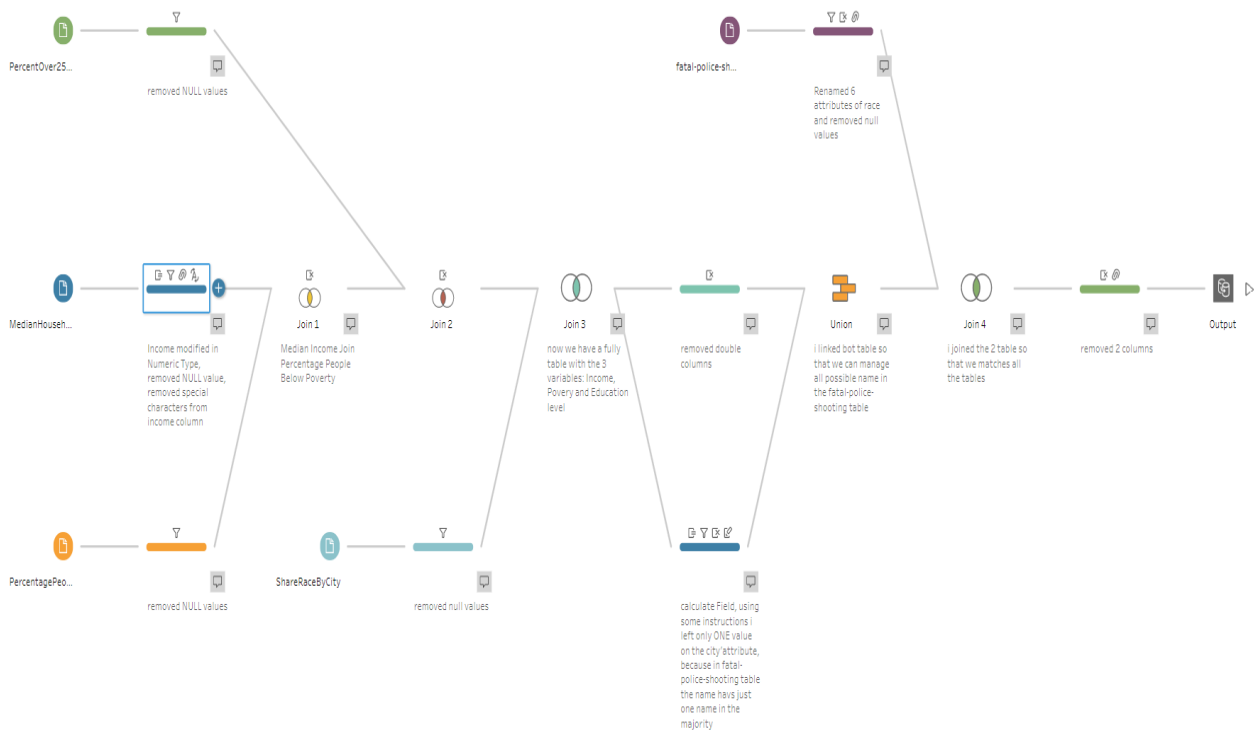 PercentOver25...
removed NULL values
fatal-police-sh...
Renamed 6
attributes of race
and removed null
values
MedianHouseh...
Income modified in
Numeric Type,
removed NULL value,
removed special
characters from
income column
Join 1
Median Income Join
Percentage People
Below Poverty
Join 2
Join 3
now we have a fully
table with the 3
variables: Income,
Povery and Education
level
removed double
columns
Union
i linked bot table so
that we can manage
all possible name in
the fatal-police-
shooting table
Join 4
i joined the 2 table so
that we matches all
the tables
removed 2 columns
Output
PercentagePeo...
removed NULL values
ShareRaceByCity
removed null values
calculate Field, using
some instructions i
left only ONE value
on the city'attribute,
because in fatal-
police-shooting table
the name havs just
one name in the
majority